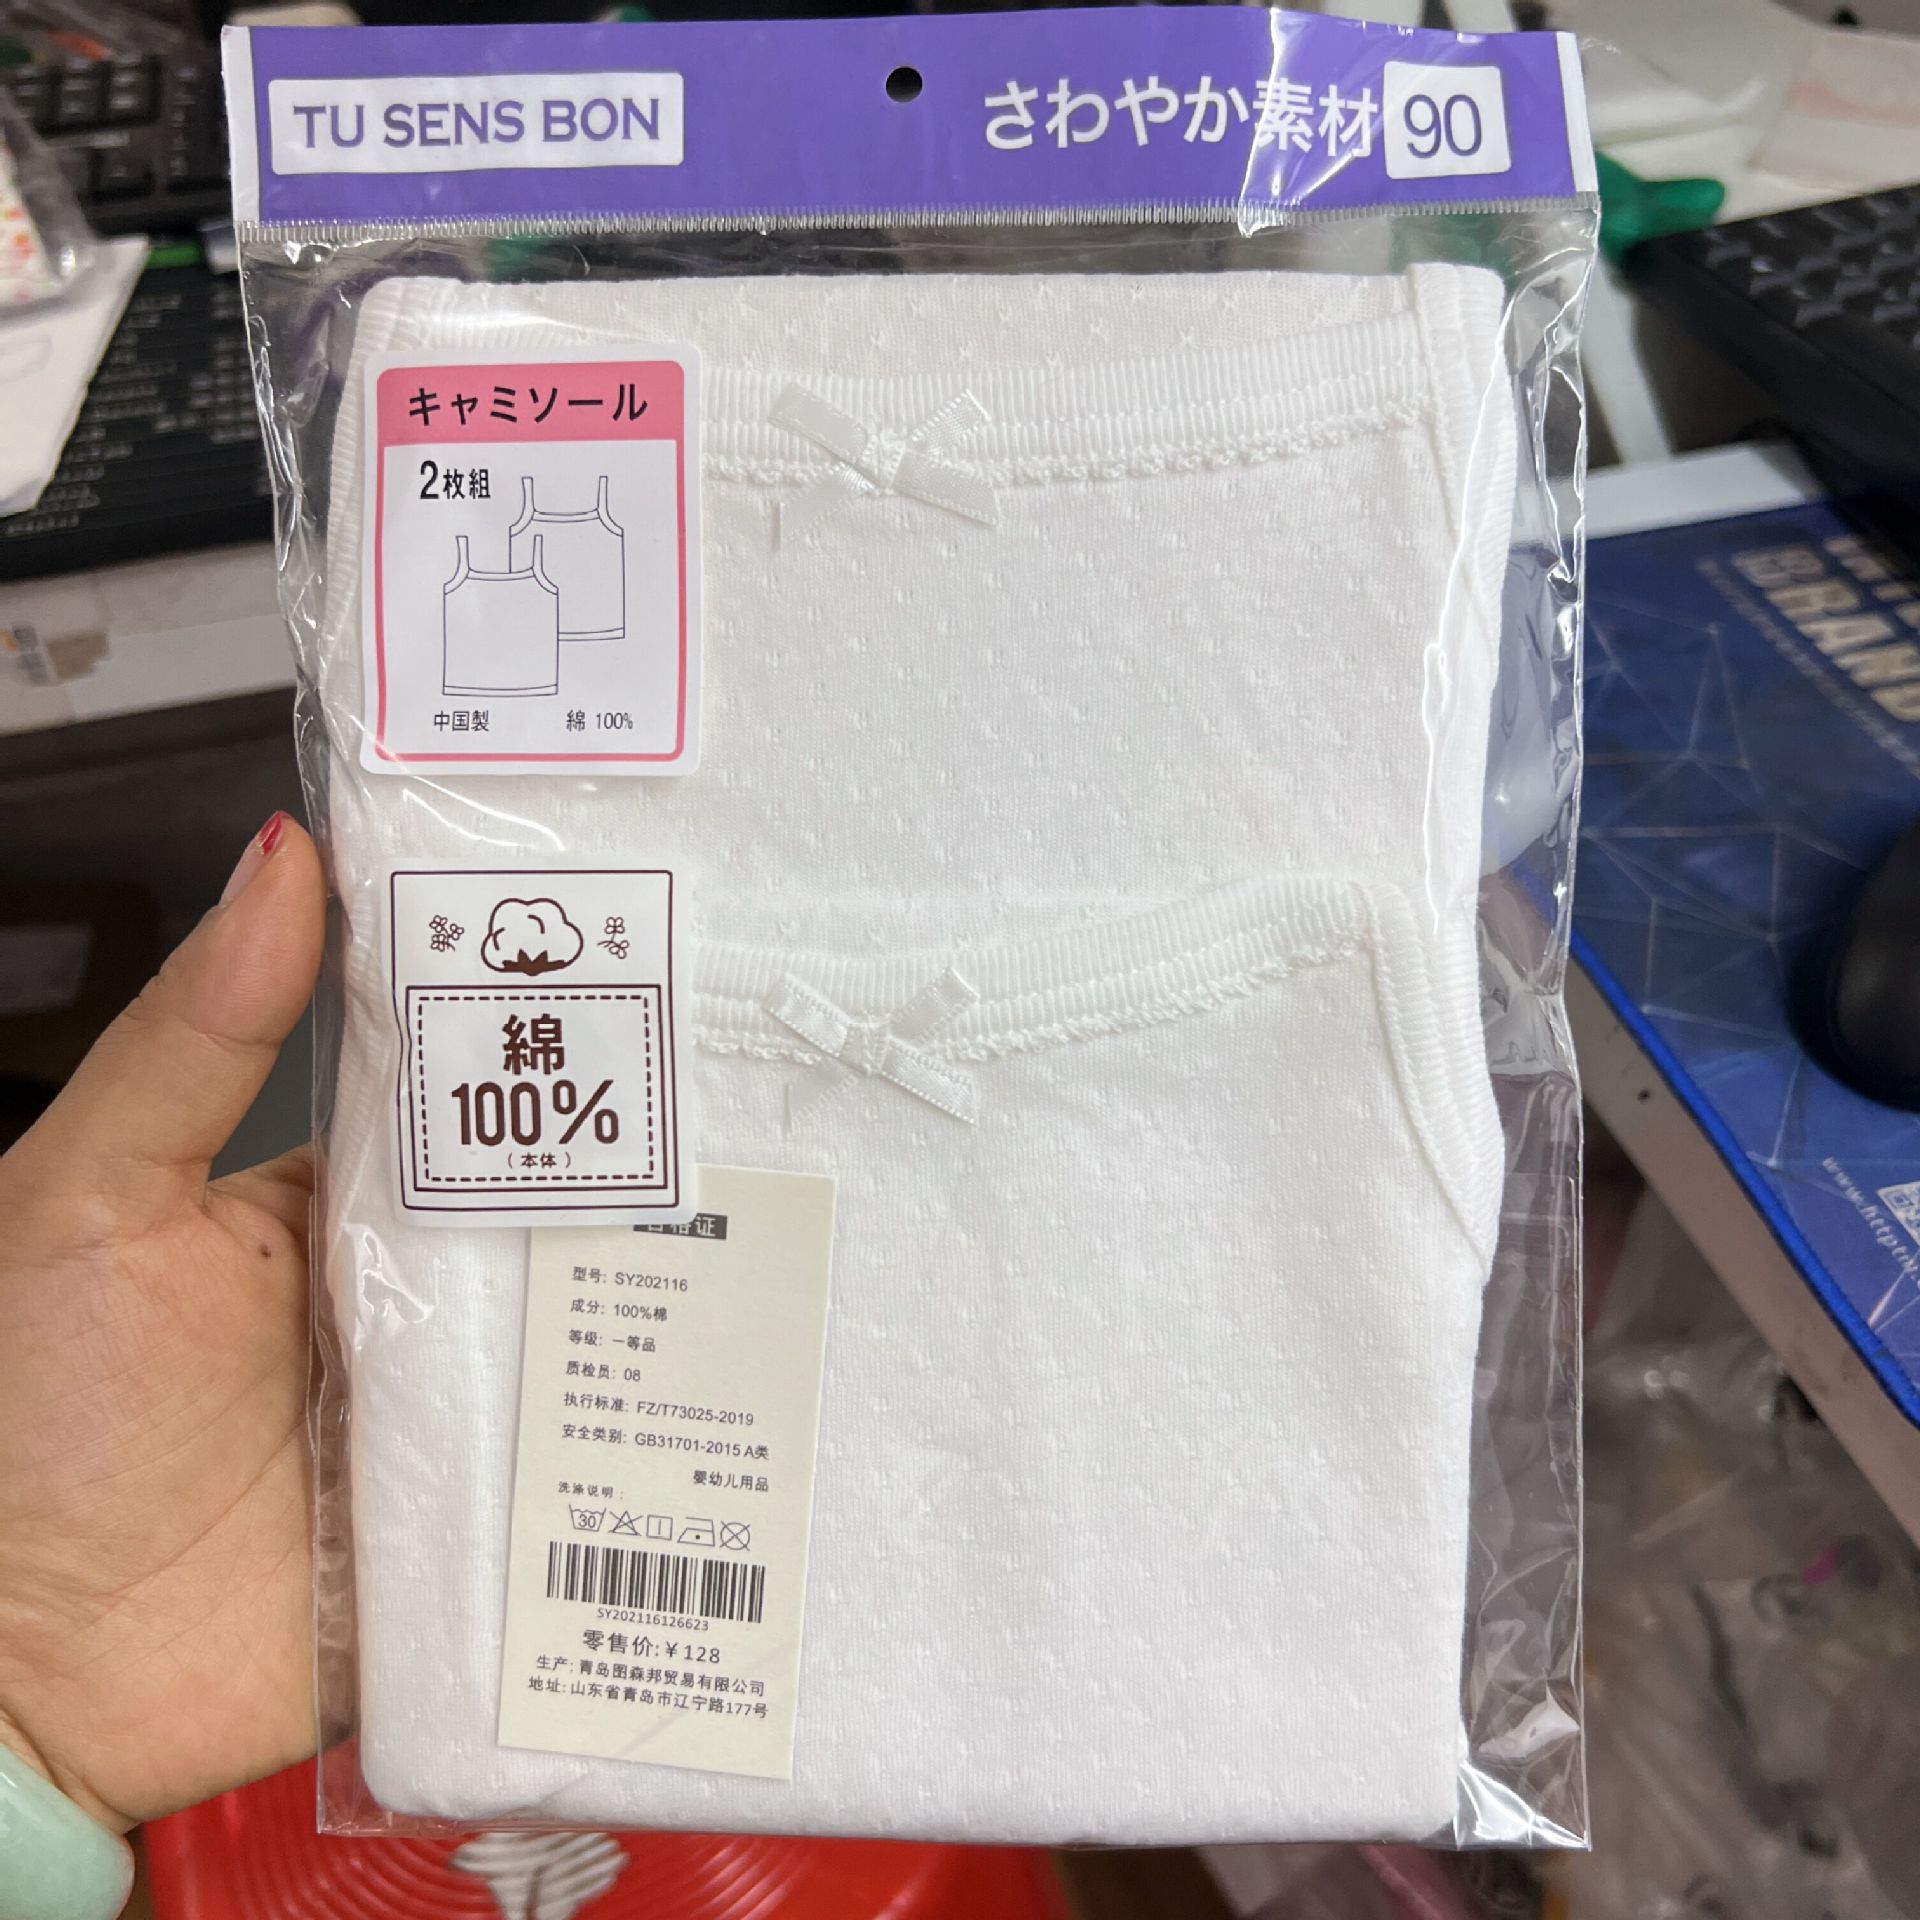 TU SENS BON
さわやか素材 90
キャミソール
2枚組
中国製 綿 100%
綿
100%
(本体)
合格证
型号: SY202116
成分: 100%棉
等级: 一等品
质检员: 08
执行标准: FZ/T73025-2019
安全类别: GB31701-2015 A类
婴幼儿用品
洗涤说明:
30
SY202116126623
零售价:¥128
生产: 青岛图森邦贸易有限公司
地址: 山东省青岛市辽宁路177号
BRAND